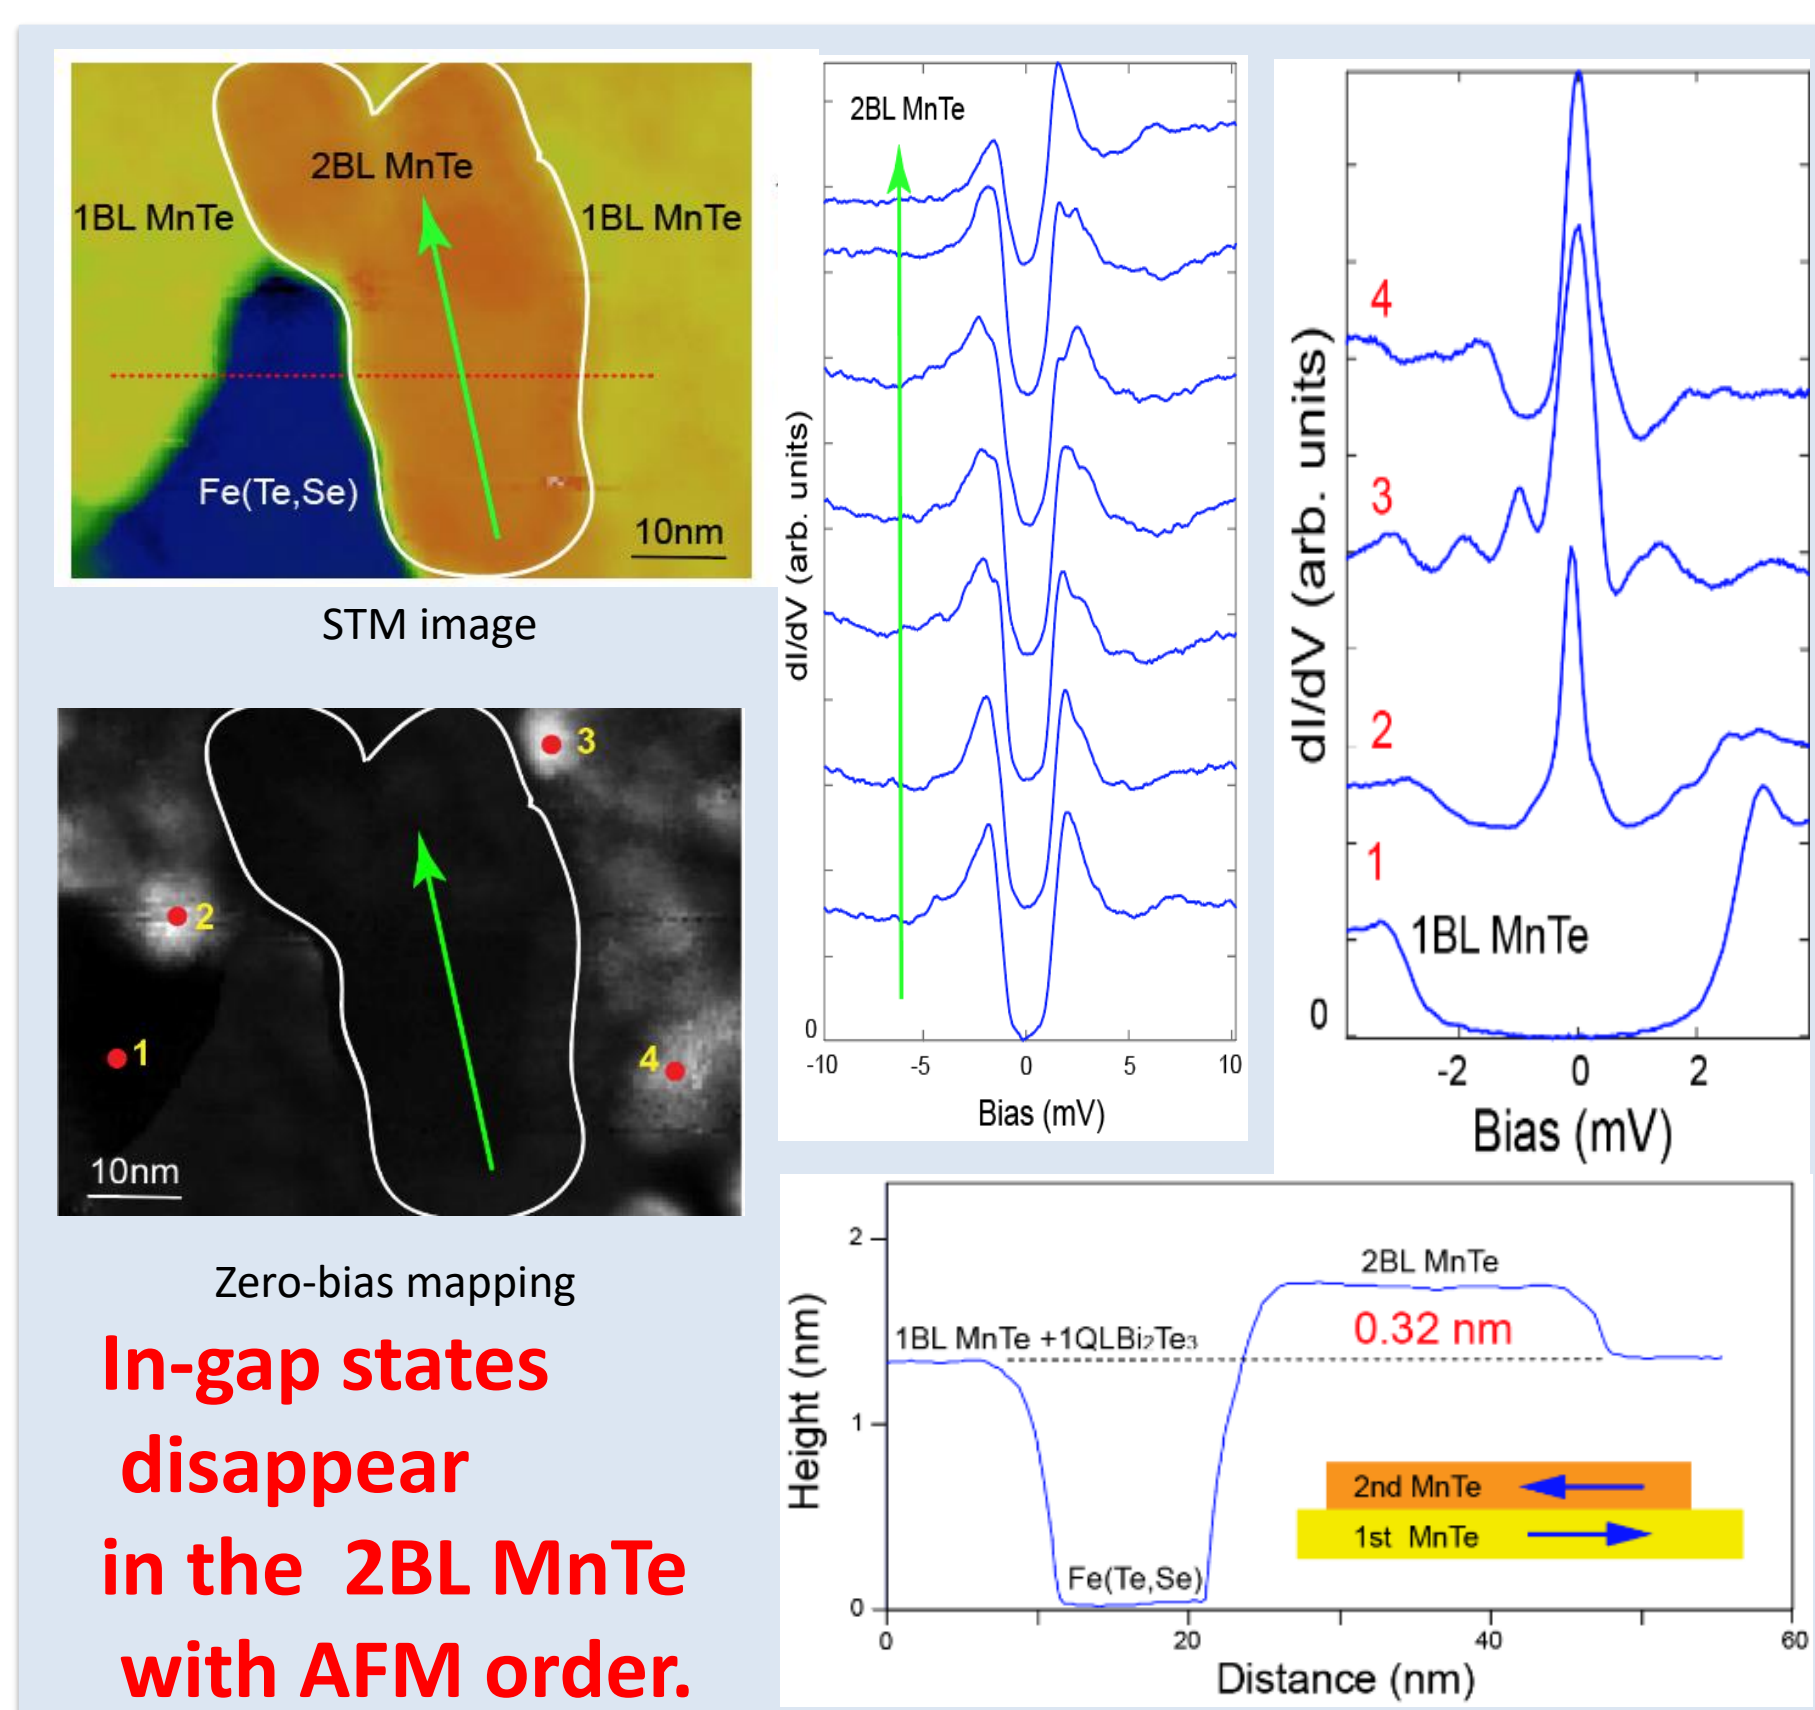 2BL MnTe
1BL MnTe
1BL MnTe
Fe(Te,Se)
10nm
STM image
3
2
1
4
10nm
Zero-bias mapping
In-gap states
disappear
in the 2BL MnTe
with AFM order.
2BL MnTe
dI/dV (arb. units)
0
-10
-5
0
5
10
Bias (mV)
4
3
2
1
1BL MnTe
dI/dV (arb. units)
0
-2
0
2
Bias (mV)
2
1
0
Height (nm)
2BL MnTe
1BL MnTe +1QLBi₂Te₃
0.32 nm
2nd MnTe
1st MnTe
Fe(Te,Se)
0
20
40
60
Distance (nm)